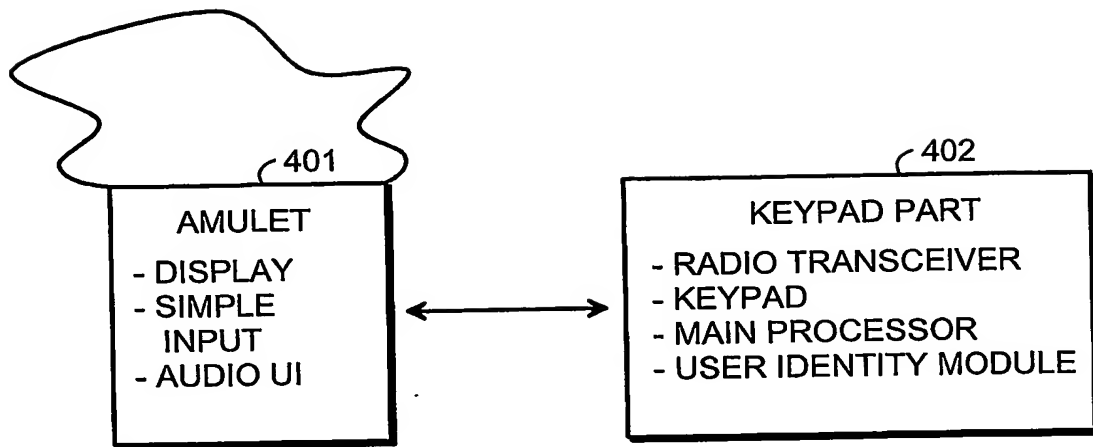 401
AMULET
- DISPLAY
- SIMPLE
INPUT
- AUDIO UI
402
KEYPAD PART
- RADIO TRANSCEIVER
- KEYPAD
- MAIN PROCESSOR
- USER IDENTITY MODULE